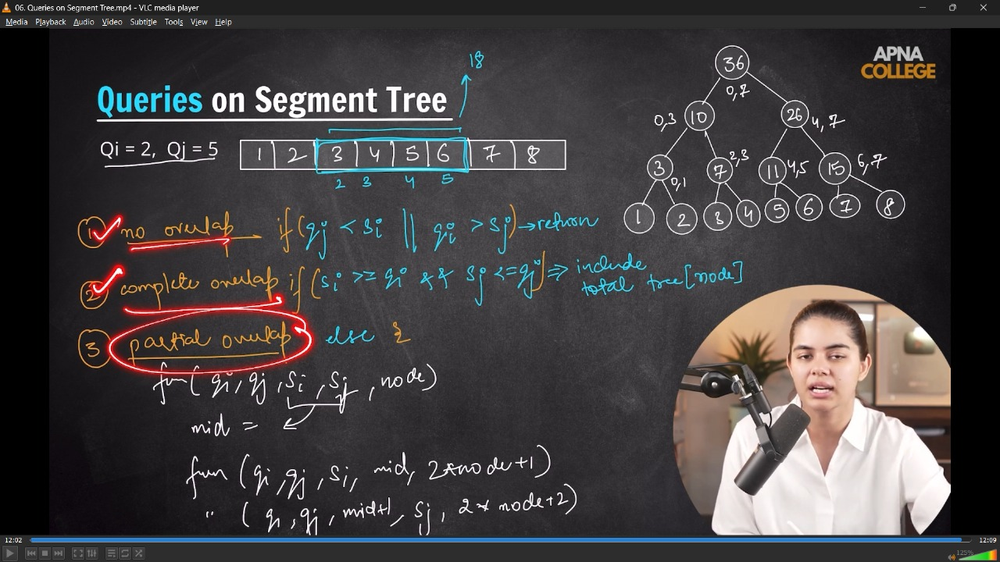 06. Queries on Segment Tree.mp4 - VLC media player
Media Playback Audio Video Subtitle Tools View Help
APNA
COLLEGE
18
Queries on Segment Tree
Qi = 2, Qj = 5
1 2 3 4 5 6 7 8
2 3 4 5
36
0,7
0,3 10 26 4,7
3 0,1 7 2,3 11 4,5 15 6,7
1 2 3 4 5 6 7 8
① no overlap if(qj < si || qi > sj) → return
② complete overlap if (si >= qi && sj <= qj) ⇒ include
total tree[node]
③ partial overlap else {
fun( qi, qj, si, sj, node)
mid =
fun (qi, qj, si, mid, 2*node+1)
" ( qi, qj, mid+1, sj, 2* node+2)
12:02 12:09
125%